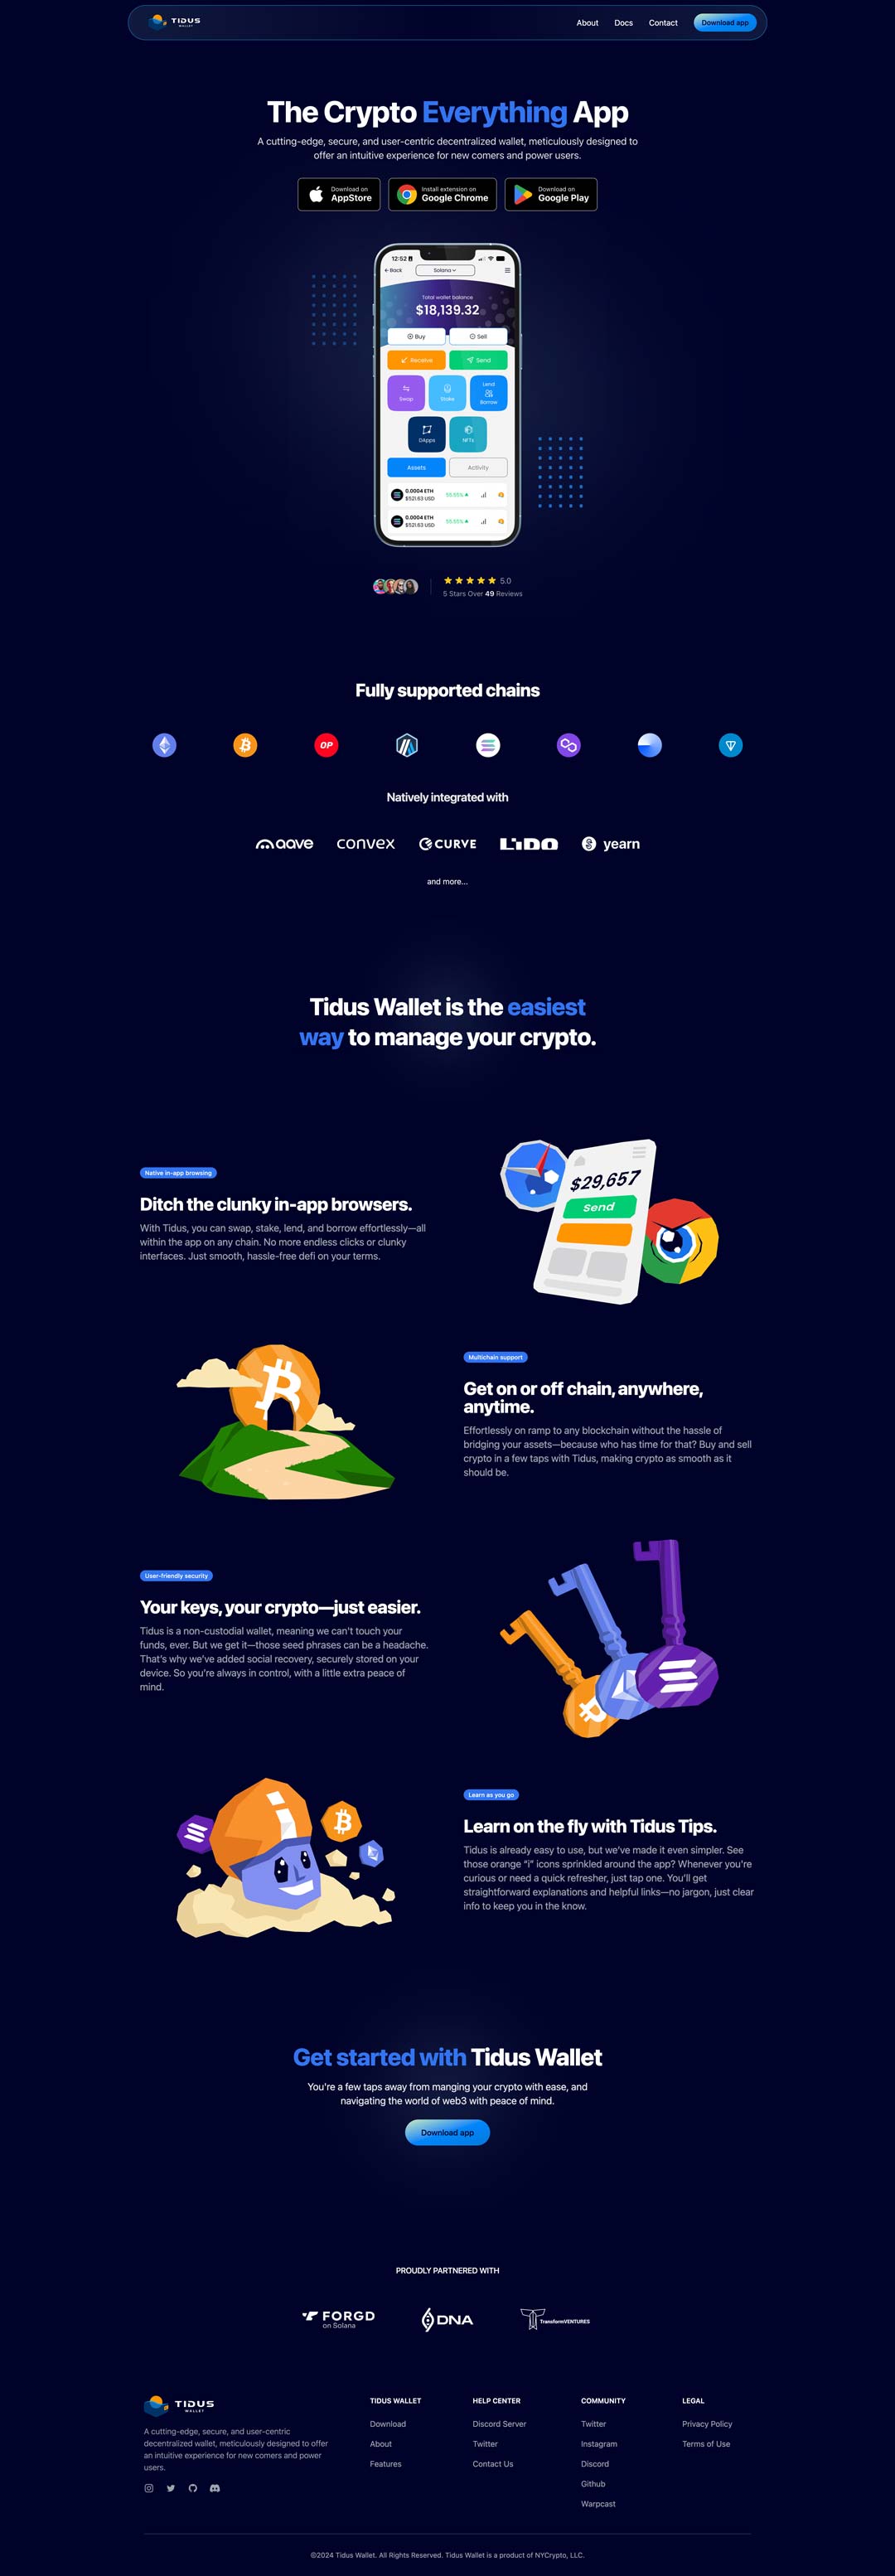 TIDUS
WALLET
About
Docs
Contact
Download app
The Crypto Everything App
A cutting-edge, secure, and user-centric decentralized wallet, meticulously designed to
offer an intuitive experience for new comers and power users.
Download on
AppStore
Install extension on
Google Chrome
Download on
Google Play
12:52
Back
Solana
Total wallet balance
$18,139.32
Buy
Sell
Receive
Send
Swap
Stake
Lend
Borrow
DApps
NFTs
Assets
Activity
0.0004 ETH
$521.63 USD
55.55%
0.0004 ETH
$521.63 USD
55.55%
5.0
5 Stars Over 49 Reviews
Fully supported chains
OP
Natively integrated with
aave
convex
CURVE
LIDO
yearn
and more...
Tidus Wallet is the easiest
way to manage your crypto.
Native in-app browsing
Ditch the clunky in-app browsers.
With Tidus, you can swap, stake, lend, and borrow effortlessly—all
within the app on any chain. No more endless clicks or clunky
interfaces. Just smooth, hassle-free defi on your terms.
$29,657
Send
Multichain support
Get on or off chain, anywhere,
anytime.
Effortlessly on ramp to any blockchain without the hassle of
bridging your assets—because who has time for that? Buy and sell
crypto in a few taps with Tidus, making crypto as smooth as it
should be.
User-friendly security
Your keys, your crypto—just easier.
Tidus is a non-custodial wallet, meaning we can't touch your
funds, ever. But we get it—those seed phrases can be a headache.
That's why we've added social recovery, securely stored on your
device. So you're always in control, with a little extra peace of
mind.
Learn as you go
Learn on the fly with Tidus Tips.
Tidus is already easy to use, but we've made it even simpler. See
those orange "i" icons sprinkled around the app? Whenever you're
curious or need a quick refresher, just tap one. You'll get
straightforward explanations and helpful links—no jargon, just clear
info to keep you in the know.
Get started with Tidus Wallet
You're a few taps away from manging your crypto with ease, and
navigating the world of web3 with peace of mind.
Download app
PROUDLY PARTNERED WITH
FORGD
on Solana
DNA
TransformVENTURES
TIDUS
WALLET
A cutting-edge, secure, and user-centric
decentralized wallet, meticulously designed to offer
an intuitive experience for new comers and power
users.
TIDUS WALLET
Download
About
Features
HELP CENTER
Discord Server
Twitter
Contact Us
COMMUNITY
Twitter
Instagram
Discord
Github
Warpcast
LEGAL
Privacy Policy
Terms of Use
©2024 Tidus Wallet. All Rights Reserved. Tidus Wallet is a product of NYCrypto, LLC.